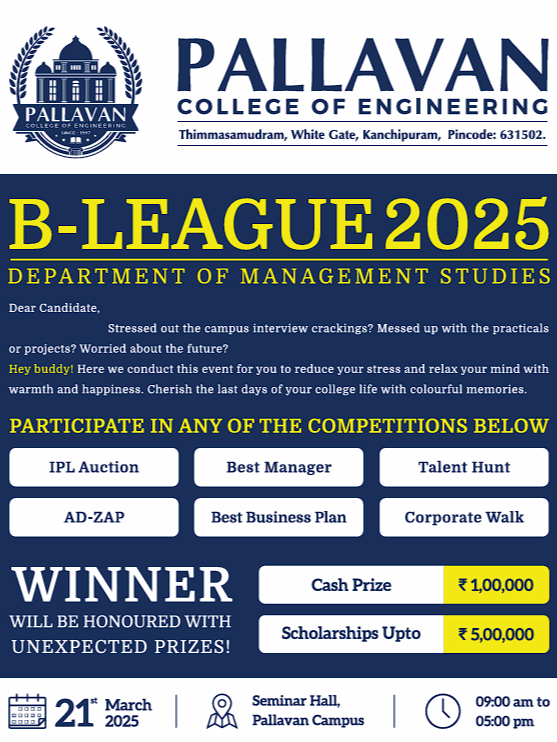 PALLAVAN
COLLEGE OF ENGINEERING
SINCE - 1997
PALLAVAN
COLLEGE OF ENGINEERING
Thimmasamudram, White Gate, Kanchipuram, Pincode: 631502.
B-LEAGUE 2025
DEPARTMENT OF MANAGEMENT STUDIES
Dear Candidate,
Stressed out the campus interview crackings? Messed up with the practicals
or projects? Worried about the future?
Hey buddy! Here we conduct this event for you to reduce your stress and relax your mind with
warmth and happiness. Cherish the last days of your college life with colourful memories.
PARTICIPATE IN ANY OF THE COMPETITIONS BELOW
IPL Auction
Best Manager
Talent Hunt
AD-ZAP
Best Business Plan
Corporate Walk
WINNER
WILL BE HONOURED WITH
UNEXPECTED PRIZES!
Cash Prize ₹ 1,00,000
Scholarships Upto ₹ 5,00,000
21st March
2025
Seminar Hall,
Pallavan Campus
09:00 am to
05:00 pm